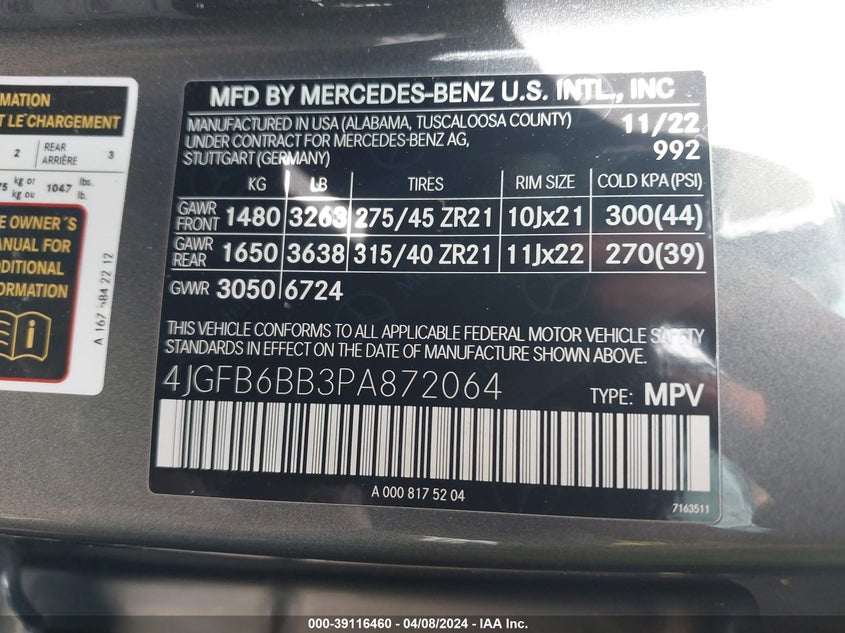 RMATION
T LE CHARGEMENT
2 REAR ARRIÈRE 3
75 kg or kg ou 1047 lbs. lb.
OWNER´S
MANUAL FOR
DDITIONAL
FORMATION
A 167 584 22 12
MFD BY MERCEDES-BENZ U.S. INTL., INC
MANUFACTURED IN USA (ALABAMA, TUSCALOOSA COUNTY) 11/22
UNDER CONTRACT FOR MERCEDES-BENZ AG, 992
STUTTGART (GERMANY)
KG LB TIRES RIM SIZE COLD KPA(PSI)
GAWR FRONT 1480 3263 275/45 ZR21 10Jx21 300(44)
GAWR REAR 1650 3638 315/40 ZR21 11Jx22 270(39)
GVWR 3050 6724
THIS VEHICLE CONFORMS TO ALL APPLICABLE FEDERAL MOTOR VEHICLE SAFETY
STANDARDS IN EFFECT ON THE DATE OF MANUFACTURE SHOWN ABOVE.
4JGFB6BB3PA872064 TYPE: MPV
A 000 817 52 04
7163511
000-39116460 - 04/08/2024 - IAA Inc.